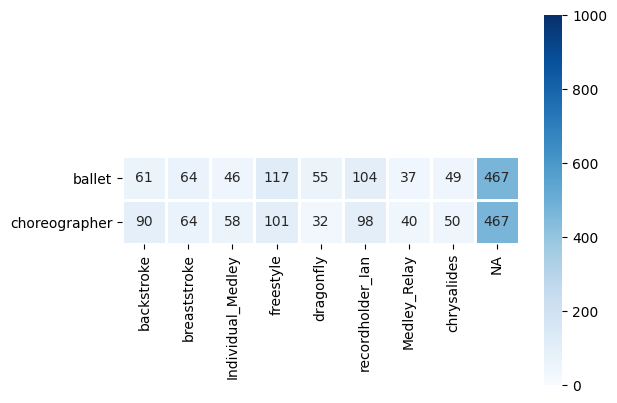 1000
800
600
400
200
0
ballet 61 64 46 117 55 104 37 49 467
choreographer 90 64 58 101 32 98 40 50 467
backstroke
breaststroke
Individual_Medley
freestyle
dragonfly
recordholder_Ian
Medley_Relay
chrysalides
NA